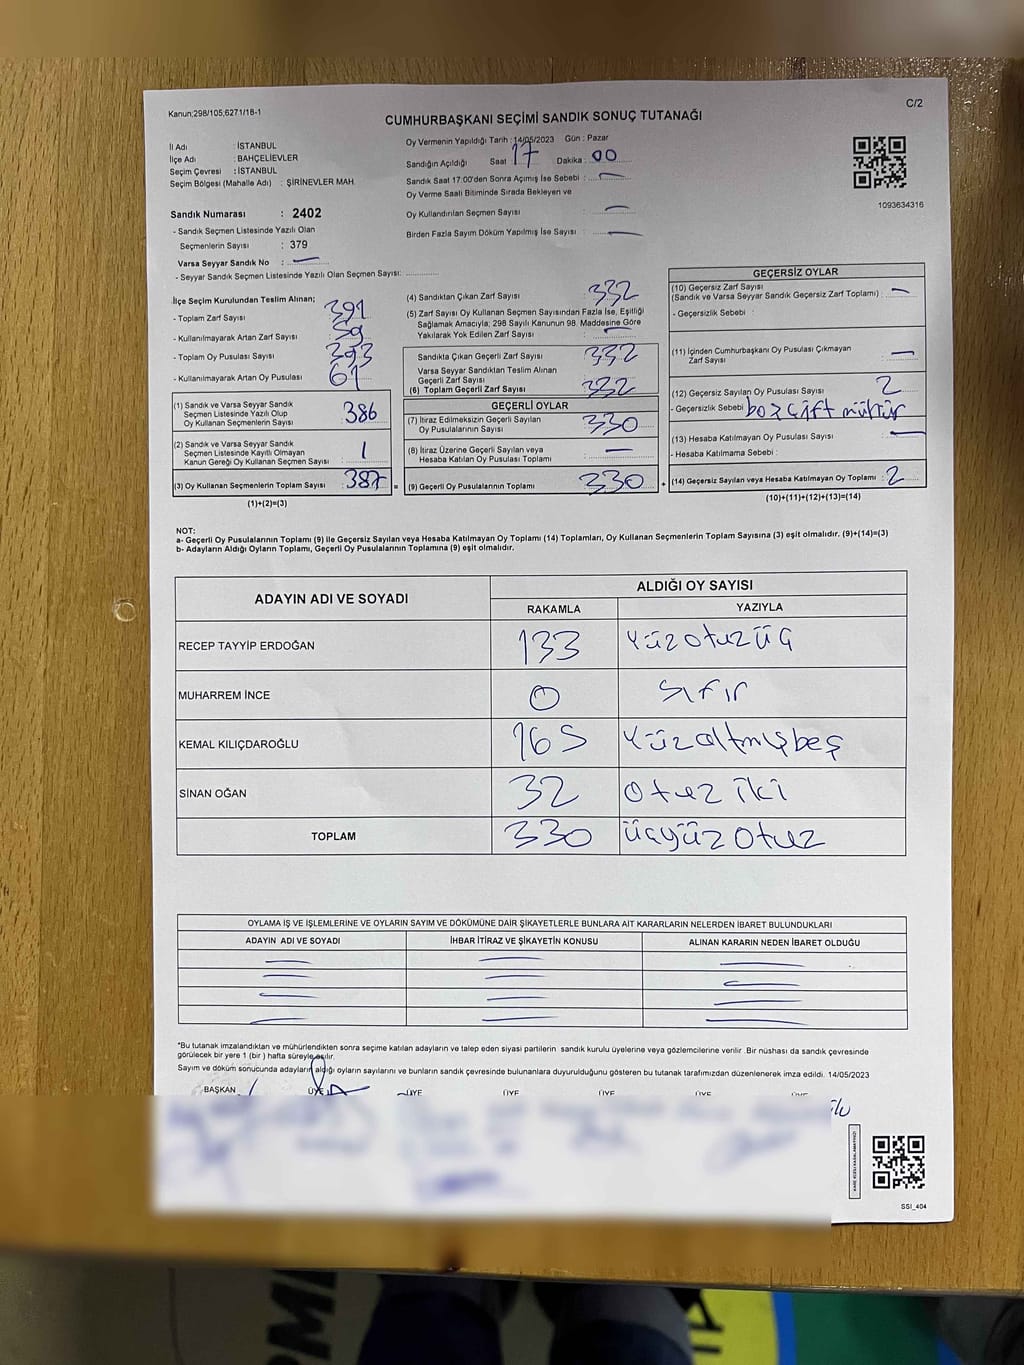 Kanun;298/105;6271/18-1
C/2
CUMHURBAŞKANI SEÇİMİ SANDIK SONUÇ TUTANAĞI
İl Adı : İSTANBUL
İlçe Adı : BAHÇELİEVLER
Seçim Çevresi : İSTANBUL
Seçim Bölgesi (Mahalle Adı) : ŞİRİNEVLER MAH.
Sandık Numarası : 2402
- Sandık Seçmen Listesinde Yazılı Olan
Seçmenlerin Sayısı : 379
Varsa Seyyar Sandık No :
- Seyyar Sandık Seçmen Listesinde Yazılı Olan Seçmen Sayısı:
Oy Vermenin Yapıldığı Tarih :14/05/2023 Gün : Pazar
Sandığın Açıldığı Saat 17 Dakika : 00
Sandık Saat 17:00'den Sonra Açımış İse Sebebi :
Oy Verme Saati Bitiminde Sırada Bekleyen ve
Oy Kullandırılan Seçmen Sayısı :
Birden Fazla Sayım Döküm Yapılmış İse Sayısı :
1093634316
İlçe Seçim Kurulundan Teslim Alınan;
- Toplam Zarf Sayısı : 391
- Kullanılmayarak Artan Zarf Sayısı : 59
- Toplam Oy Pusulası Sayısı : 393
- Kullanılmayarak Artan Oy Pusulası : 61
(1) Sandık ve Varsa Seyyar Sandık
Seçmen Listesinde Yazılı Olup
Oy Kullanan Seçmenlerin Sayısı : 386
(2) Sandık ve Varsa Seyyar Sandık
Seçmen Listesinde Kayıtlı Olmayan
Kanun Gereği Oy Kullanan Seçmen Sayısı : 1
(3) Oy Kullanan Seçmenlerin Toplam Sayısı : 387 =
(1)+(2)=(3)
(4) Sandıktan Çıkan Zarf Sayısı : 332
(5) Zarf Sayısı Oy Kullanan Seçmen Sayısından Fazla İse, Eşitliği
Sağlamak Amacıyla; 298 Sayılı Kanunun 98. Maddesine Göre
Yakılarak Yok Edilen Zarf Sayısı :
Sandıkta Çıkan Geçerli Zarf Sayısı : 332
Varsa Seyyar Sandıktan Teslim Alınan
Geçerli Zarf Sayısı :
(6) Toplam Geçerli Zarf Sayısı : 332
GEÇERLİ OYLAR
(7) İtiraz Edilmeksizin Geçerli Sayılan
Oy Pusulalarının Sayısı : 330
(8) İtiraz Üzerine Geçerli Sayılan veya
Hesaba Katılan Oy Pusulası Toplamı :
(9) Geçerli Oy Pusulalarının Toplamı : 330 +
GEÇERSİZ OYLAR
(10) Geçersiz Zarf Sayısı
(Sandık ve Varsa Seyyar Sandık Geçersiz Zarf Toplamı) :
- Geçersizlik Sebebi :
(11) İçinden Cumhurbaşkanı Oy Pusulası Çıkmayan
Zarf Sayısı :
(12) Geçersiz Sayılan Oy Pusulası Sayısı : 2
- Geçersizlik Sebebi : boz çift mühür
(13) Hesaba Katılmayan Oy Pusulası Sayısı :
- Hesaba Katılmama Sebebi :
(14) Geçersiz Sayılan veya Hesaba Katılmayan Oy Toplamı : 2
(10)+(11)+(12)+(13)=(14)
NOT:
a- Geçerli Oy Pusulalarının Toplamı (9) ile Geçersiz Sayılan veya Hesaba Katılmayan Oy Toplamı (14) Toplamları, Oy Kullanan Seçmenlerin Toplam Sayısına (3) eşit olmalıdır. (9)+(14)=(3)
b- Adayların Aldığı Oyların Toplamı, Geçerli Oy Pusulalarının Toplamına (9) eşit olmalıdır.
ADAYIN ADI VE SOYADI ALDIĞI OY SAYISI
RAKAMLA YAZIYLA
RECEP TAYYİP ERDOĞAN 133 Yüzotuzüç
MUHARREM İNCE 0 Sıfır
KEMAL KILIÇDAROĞLU 165 Yüzaltmışbeş
SİNAN OĞAN 32 Otuz iki
TOPLAM 330 üçyüz otuz
OYLAMA İŞ VE İŞLEMLERİNE VE OYLARIN SAYIM VE DÖKÜMÜNE DAİR ŞİKAYETLERLE BUNLARA AİT KARARLARIN NELERDEN İBARET BULUNDUKLARI
ADAYIN ADI VE SOYADI İHBAR İTİRAZ VE ŞİKAYETİN KONUSU ALINAN KARARIN NEDEN İBARET OLDUĞU
*Bu tutanak imzalandıktan ve mühürlendikten sonra seçime katılan adayların ve talep eden siyasi partilerin sandık kurulu üyelerine veya gözlemcilerine verilir .Bir nüshası da sandık çevresinde
görülecek bir yere 1 (bir ) hafta süreyle asılır.
Sayım ve döküm sonucunda adayların aldığı oyların sayılarını ve bunların sandık çevresinde bulunanlara duyurulduğunu gösteren bu tutanak tarafımızdan düzenlenerek imza edildi. 14/05/2023
BAŞKAN ÜYE ÜYE ÜYE ÜYE ÜYE ÜYE
SSI_404